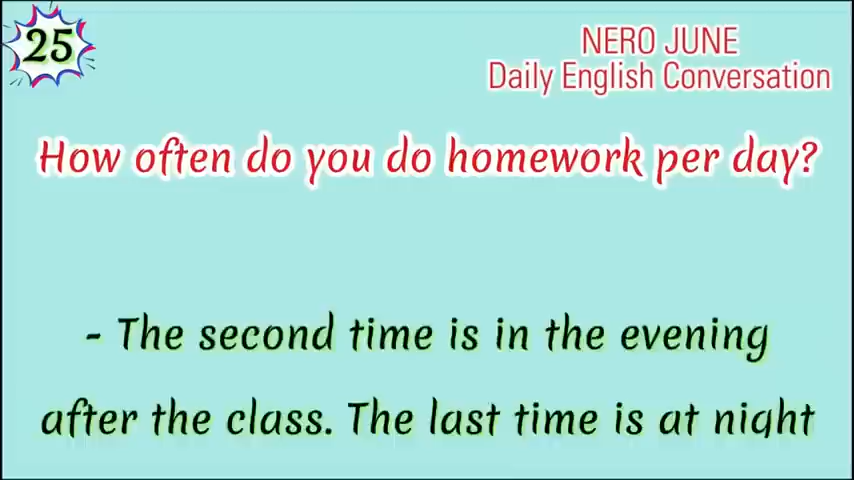 25
NERO JUNE
Daily English Conversation
How often do you do homework per day?
- The second time is in the evening
after the class. The last time is at night